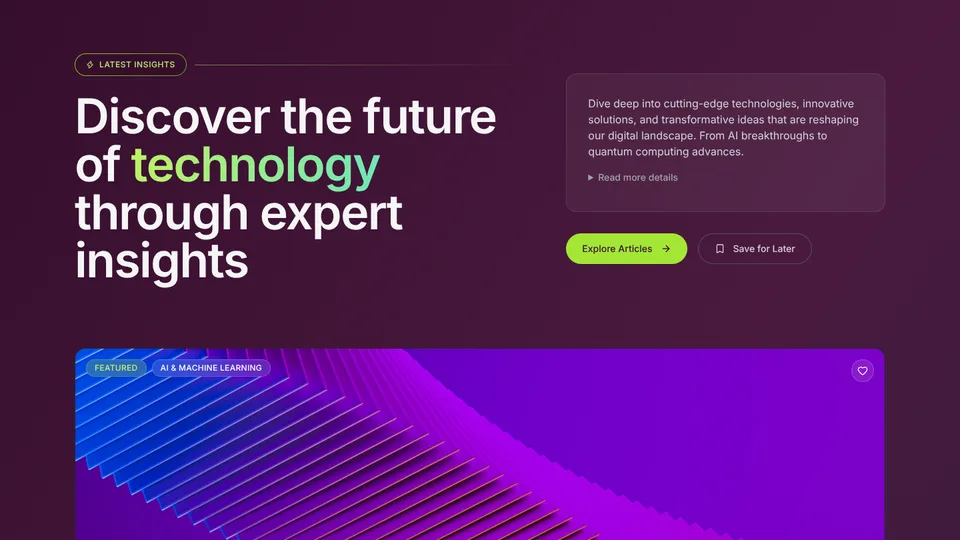 LATEST INSIGHTS
Discover the future
of technology
through expert
insights
Dive deep into cutting-edge technologies, innovative
solutions, and transformative ideas that are reshaping
our digital landscape. From AI breakthroughs to
quantum computing advances.
Read more details
Explore Articles
Save for Later
FEATURED
AI & MACHINE LEARNING